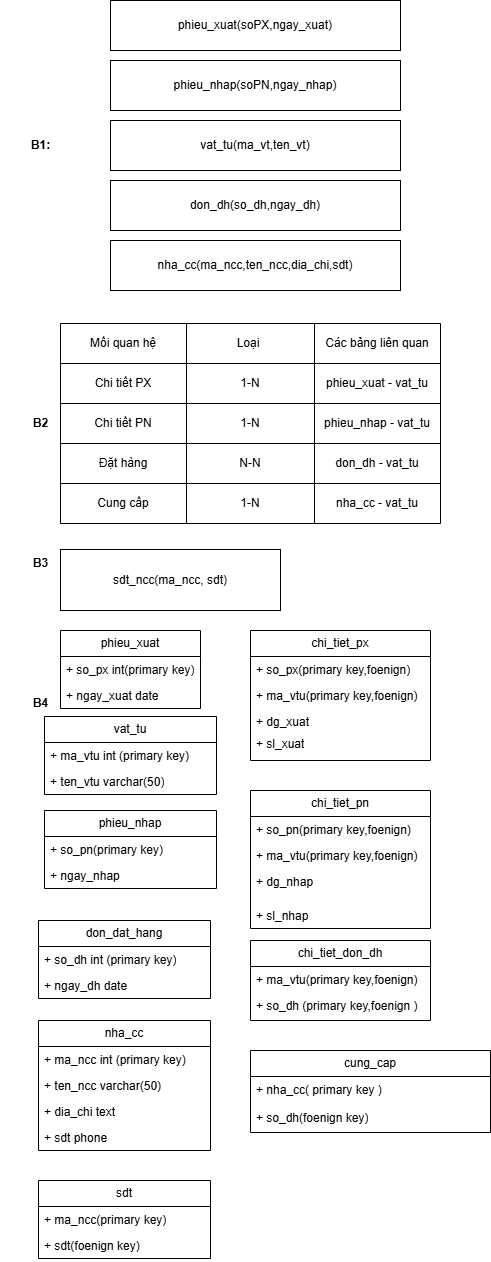 phieu_xuat(soPX,ngay_xuat)
phieu_nhap(soPN,ngay_nhap)
B1:
vat_tu(ma_vt,ten_vt)
don_dh(so_dh,ngay_dh)
nha_cc(ma_ncc,ten_ncc,dia_chi,sdt)
Mối quan hệ
Loại
Các bảng liên quan
Chi tiết PX
1-N
phieu_xuat - vat_tu
B2
Chi tiết PN
1-N
phieu_nhap - vat_tu
Đặt hàng
N-N
don_dh - vat_tu
Cung cấp
1-N
nha_cc - vat_tu
B3
sdt_ncc(ma_ncc, sdt)
B4
phieu_xuat
+ so_px int(primary key)
+ ngay_xuat date
vat_tu
+ ma_vtu int (primary key)
+ ten_vtu varchar(50)
phieu_nhap
+ so_pn(primary key)
+ ngay_nhap
don_dat_hang
+ so_dh int (primary key)
+ ngay_dh date
nha_cc
+ ma_ncc int (primary key)
+ ten_ncc varchar(50)
+ dia_chi text
+ sdt phone
sdt
+ ma_ncc(primary key)
+ sdt(foenign key)
chi_tiet_px
+ so_px(primary key,foenign)
+ ma_vtu(primary key,foenign)
+ dg_xuat
+ sl_xuat
chi_tiet_pn
+ so_pn(primary key,foenign)
+ ma_vtu(primary key,foenign)
+ dg_nhap
+ sl_nhap
chi_tiet_don_dh
+ ma_vtu(primary key,foenign)
+ so_dh (primary key,foenign )
cung_cap
+ nha_cc( primary key )
+ so_dh(foenign key)